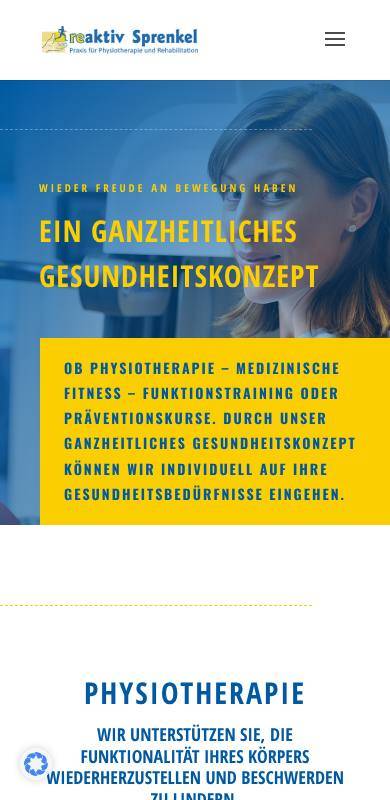 reaktiv Sprenkel
Praxis für Physiotherapie und Rehabilitation
WIEDER FREUDE AN BEWEGUNG HABEN
EIN GANZHEITLICHES
GESUNDHEITSKONZEPT
OB PHYSIOTHERAPIE – MEDIZINISCHE
FITNESS – FUNKTIONSTRAINING ODER
PRÄVENTIONSKURSE. DURCH UNSER
GANZHEITLICHES GESUNDHEITSKONZEPT
KÖNNEN WIR INDIVIDUELL AUF IHRE
GESUNDHEITSBEDÜRFNISSE EINGEHEN.
PHYSIOTHERAPIE
WIR UNTERSTÜTZEN SIE, DIE
FUNKTIONALITÄT IHRES KÖRPERS
WIEDERHERZUSTELLEN UND BESCHWERDEN
ZU LINDERN